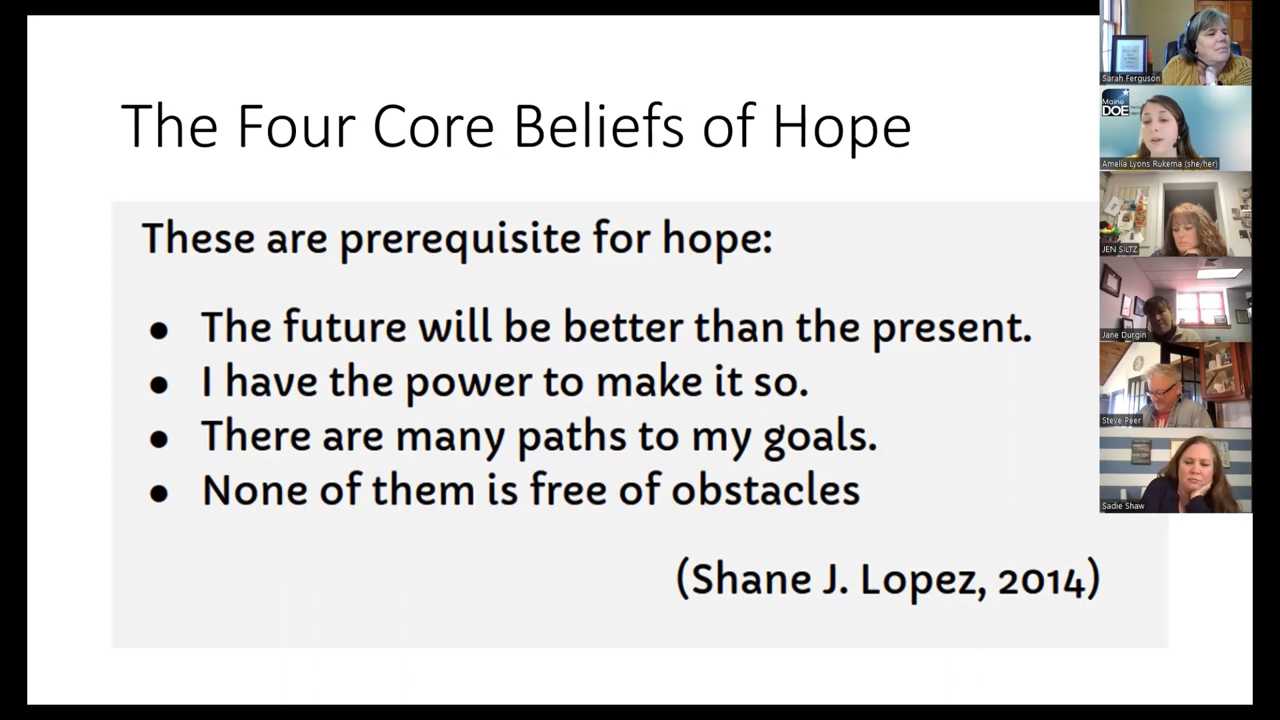 The Four Core Beliefs of Hope
These are prerequisite for hope:
● The future will be better than the present.
● I have the power to make it so.
● There are many paths to my goals.
● None of them is free of obstacles
(Shane J. Lopez, 2014)
Sarah Ferguson
Maine
DOE
Amelia Lyons Rukema (she/her)
JEN SILTZ
Jane Durgin
Steve Peer
Sadie Shaw